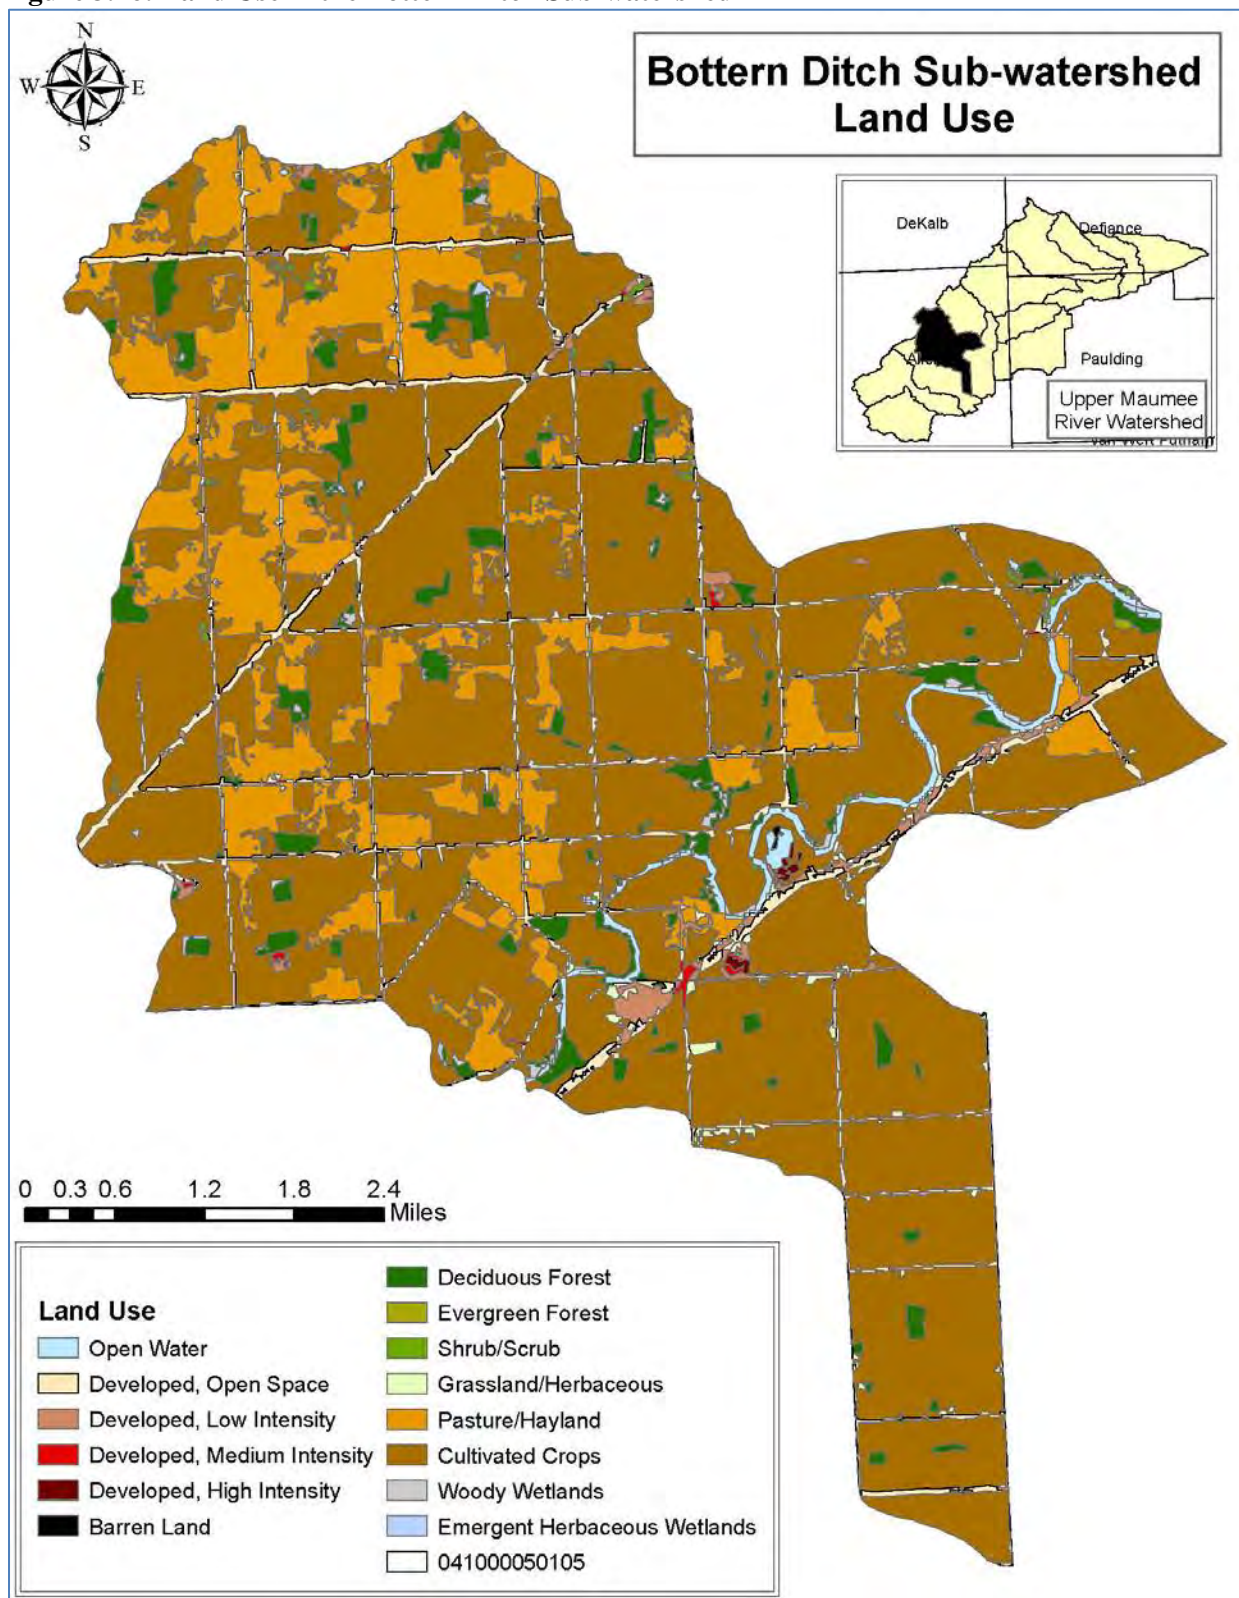 N
W E
S
Bottern Ditch Sub-watershed
Land Use
DeKalb
Defiance
Paulding
Upper Maumee
River Watershed
0 0.3 0.6 1.2 1.8 2.4
Miles
Land Use
Open Water
Developed, Open Space
Developed, Low Intensity
Developed, Medium Intensity
Developed, High Intensity
Barren Land
Deciduous Forest
Evergreen Forest
Shrub/Scrub
Grassland/Herbaceous
Pasture/Hayland
Cultivated Crops
Woody Wetlands
Emergent Herbaceous Wetlands
041000050105